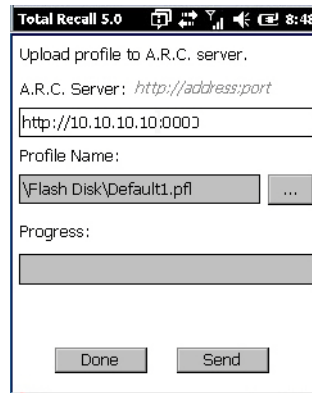 Total Recall 5.0 8:48
Upload profile to A.R.C. server.
A.R.C. Server: http://address:port
http://10.10.10.10:0000
Profile Name:
\Flash Disk\Default1.pfl
...
Progress:
Done Send